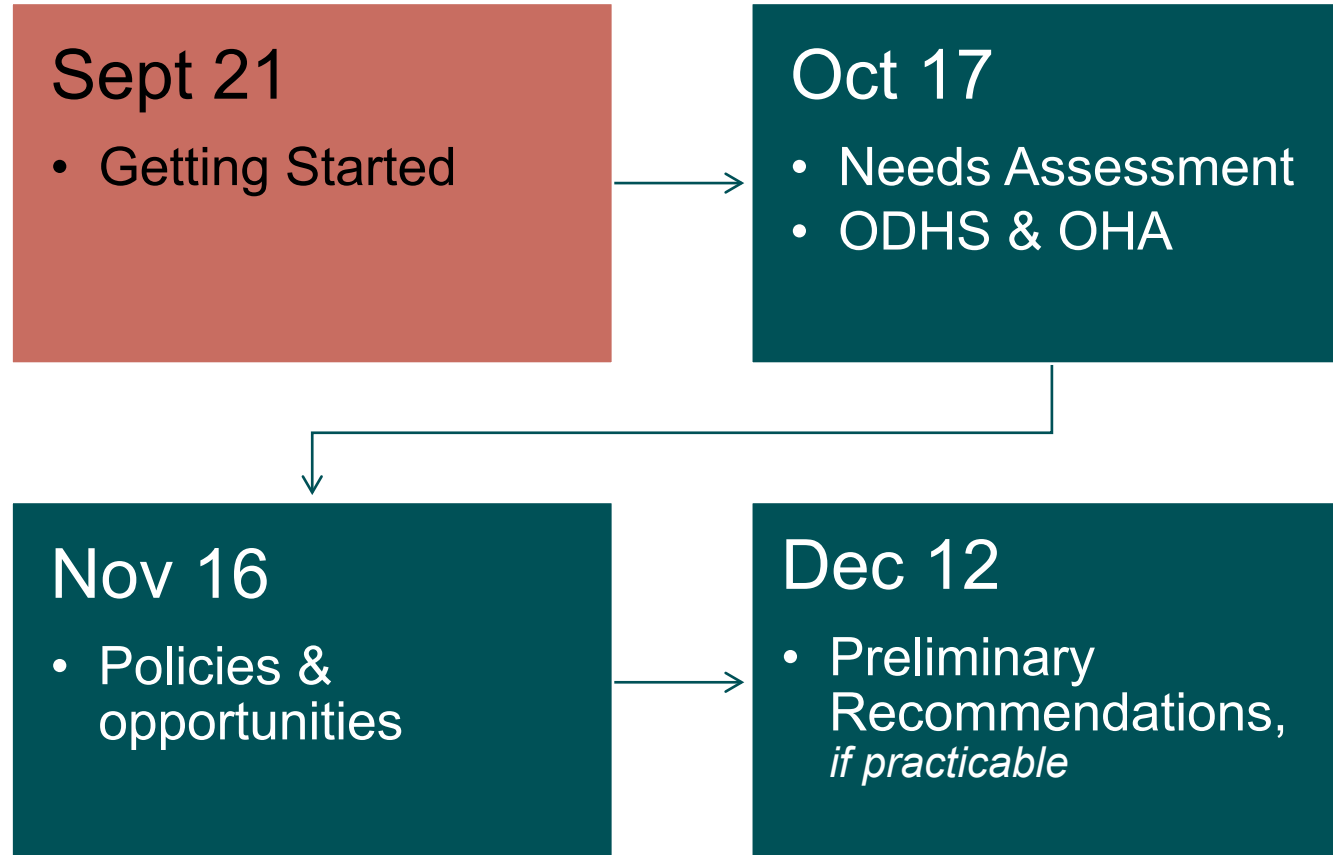 Sept 21
• Getting Started
Oct 17
• Needs Assessment
• ODHS & OHA
Nov 16
• Policies &
opportunities
Dec 12
• Preliminary
Recommendations,
if practicable